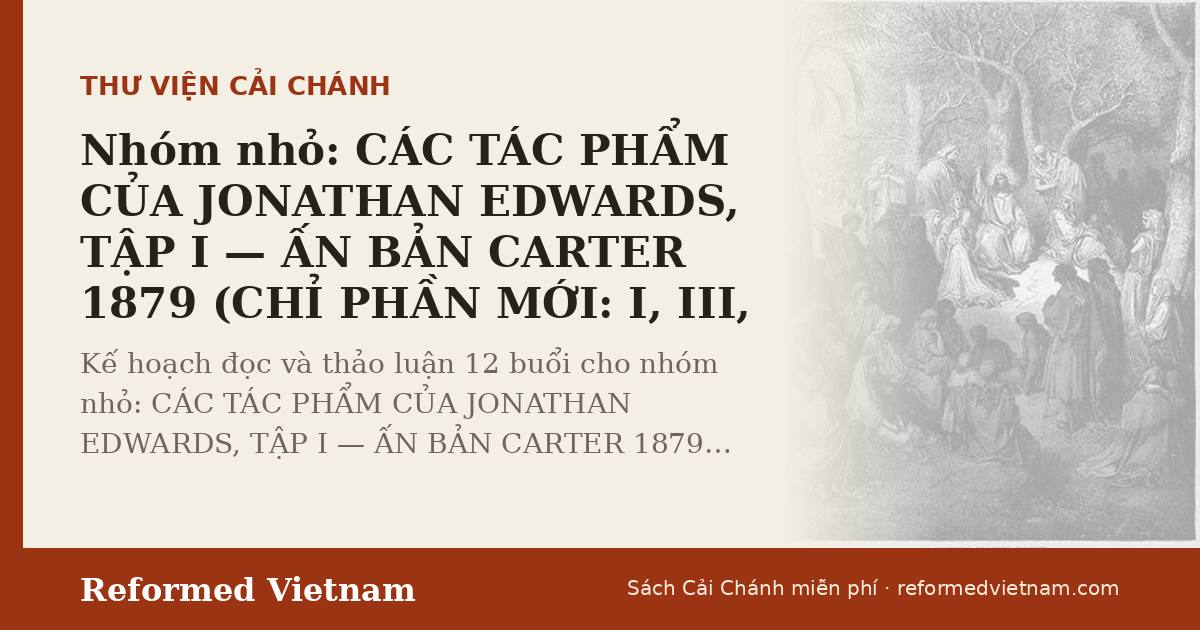 THƯ VIỆN CẢI CHÁNH
Nhóm nhỏ: CÁC TÁC PHẨM
CỦA JONATHAN EDWARDS,
TẬP I — ẤN BẢN CARTER
1879 (CHỈ PHẦN MỚI: I, III,
Kế hoạch đọc và thảo luận 12 buổi cho nhóm
nhỏ: CÁC TÁC PHẨM CỦA JONATHAN
EDWARDS, TẬP I — ẤN BẢN CARTER 1879...
Reformed Vietnam
Sách Cải Chánh miễn phí · reformedvietnam.com